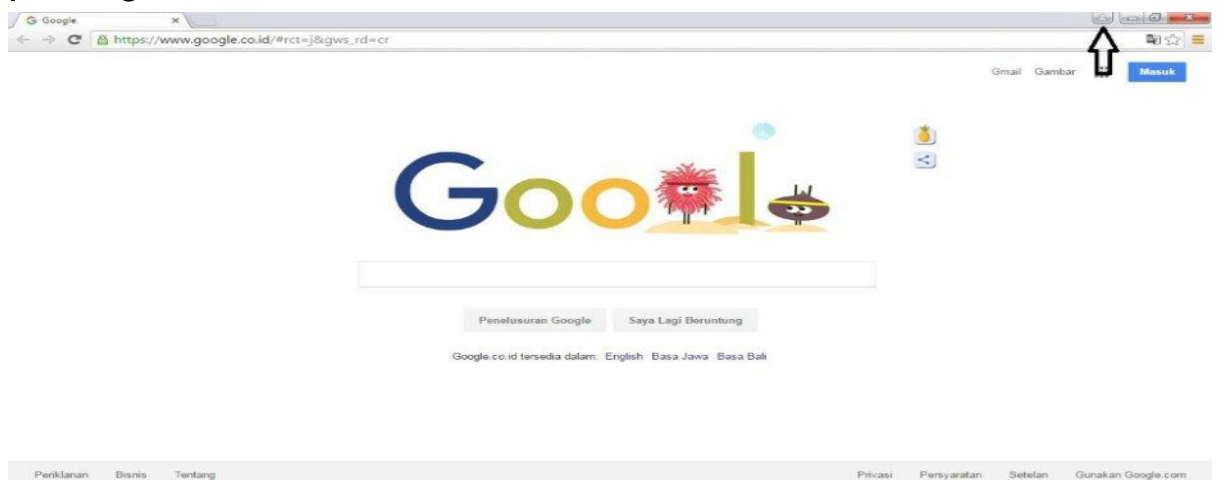 Google
https://www.google.co.id/#rct=j&gws_rd=cr
Gmail Gambar Masuk
Google
Penelusuran Google Saya Lagi Beruntung
Google.co.id tersedia dalam: English Basa Jawa Basa Bali
Periklanan Bisnis Tentang Privasi Persyaratan Setelan Gunakan Google.com